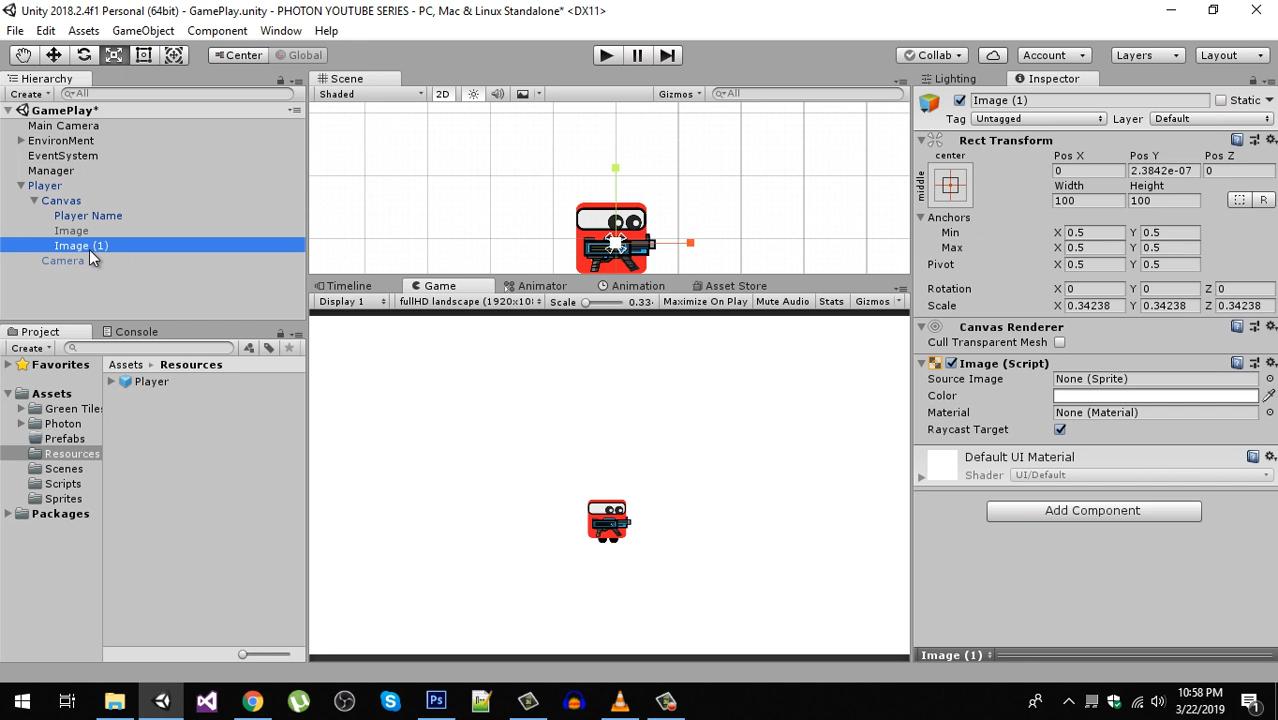 Unity 2018.2.4f1 Personal (64bit) - GamePlay.unity - PHOTON YOUTUBE SERIES - PC, Mac & Linux Standalone* <DX11>
File Edit Assets GameObject Component Window Help
Center Global Collab Account Layers Layout
Hierarchy
Create All
GamePlay*
Main Camera
EnvironMent
EventSystem
Manager
Player
Canvas
Player Name
Image
Image (1)
Camera
Scene
Shaded 2D Gizmos All
Timeline Game Animator Animation Asset Store
Display 1 fullHD landscape (1920x10 Scale 0.33 Maximize On Play Mute Audio Stats Gizmos
Project Console
Create
Favorites
Assets
Green Tile
Photon
Prefabs
Resources
Scenes
Scripts
Sprites
Packages
Assets Resources
Player
Lighting Inspector
Image (1) Static
Tag Untagged Layer Default
Rect Transform
center
middle
Pos X Pos Y Pos Z
0 2.3842e-07 0
Width Height
100 100 R
Anchors
Min X 0.5 Y 0.5
Max X 0.5 Y 0.5
Pivot X 0.5 Y 0.5
Rotation X 0 Y 0 Z 0
Scale X 0.34238 Y 0.34238 Z 0.34238
Canvas Renderer
Cull Transparent Mesh
Image (Script)
Source Image None (Sprite)
Color
Material None (Material)
Raycast Target
Default UI Material
Shader UI/Default
Add Component
Image (1)
Ps
10:58 PM
3/22/2019
1